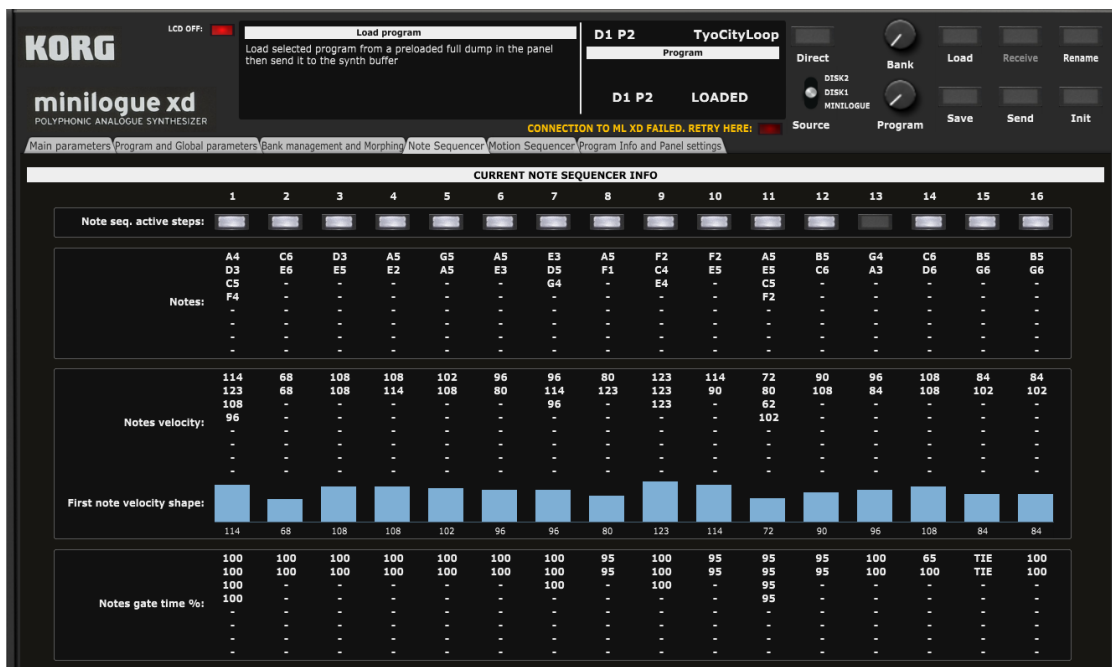 LCD OFF:
KORG
minilogue xd
POLYPHONIC ANALOGUE SYNTHESIZER
Load program
Load selected program from a preloaded full dump in the panel
then send it to the synth buffer
D1 P2 TyoCityLoop
Program
D1 P2 LOADED
CONNECTION TO ML XD FAILED. RETRY HERE:
Direct
DISK2
DISK1
MINILOGUE
Source
Bank
Program
Load Receive Rename
Save Send Init
Main parameters Program and Global parameters Bank management and Morphing Note Sequencer Motion Sequencer Program Info and Panel settings
CURRENT NOTE SEQUENCER INFO
1 2 3 4 5 6 7 8 9 10 11 12 13 14 15 16
Note seq. active steps:
Notes:
A4 C6 D3 A5 G5 A5 E3 A5 F2 F2 A5 B5 G4 C6 B5 B5
D3 E6 E5 E2 A5 E3 D5 F1 C4 E5 E5 C6 A3 D6 G6 G6
C5 - - - - - G4 - E4 - C5 - - - - -
F4 - - - - - - - - - F2 - - - - -
- - - - - - - - - - - - - - - -
- - - - - - - - - - - - - - - -
- - - - - - - - - - - - - - - -
- - - - - - - - - - - - - - - -
Notes velocity:
114 68 108 108 102 96 96 80 123 114 72 90 96 108 84 84
123 68 108 114 108 80 114 123 123 90 80 108 84 108 102 102
108 - - - - - 96 - 123 - 62 - - - - -
96 - - - - - - - - - 102 - - - - -
- - - - - - - - - - - - - - - -
- - - - - - - - - - - - - - - -
- - - - - - - - - - - - - - - -
- - - - - - - - - - - - - - - -
First note velocity shape:
114 68 108 108 102 96 96 80 123 114 72 90 96 108 84 84
Notes gate time %:
100 100 100 100 100 100 100 95 100 95 95 95 100 65 TIE 100
100 100 100 100 100 100 100 95 100 95 95 95 100 100 TIE 100
100 - - - - - 100 - 100 - 95 - - - - -
100 - - - - - - - - - 95 - - - - -
- - - - - - - - - - - - - - - -
- - - - - - - - - - - - - - - -
- - - - - - - - - - - - - - - -
- - - - - - - - - - - - - - - -